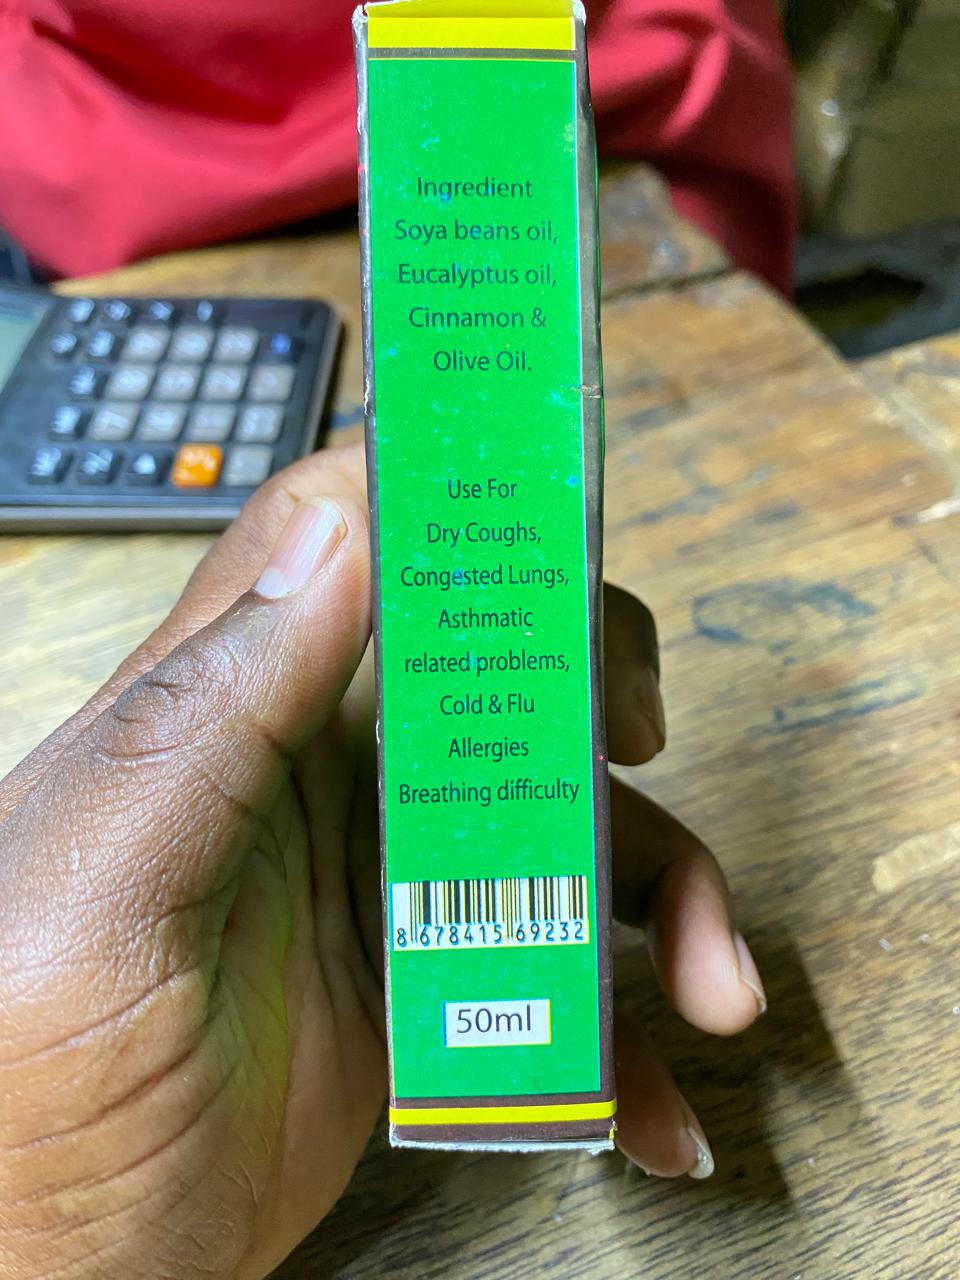 Ingredient
Soya beans oil,
Eucalyptus oil,
Cinnamon &
Olive Oil.
Use For
Dry Coughs,
Congested Lungs,
Asthmatic
related problems,
Cold & Flu
Allergies
Breathing difficulty
8 678415 69232
50ml